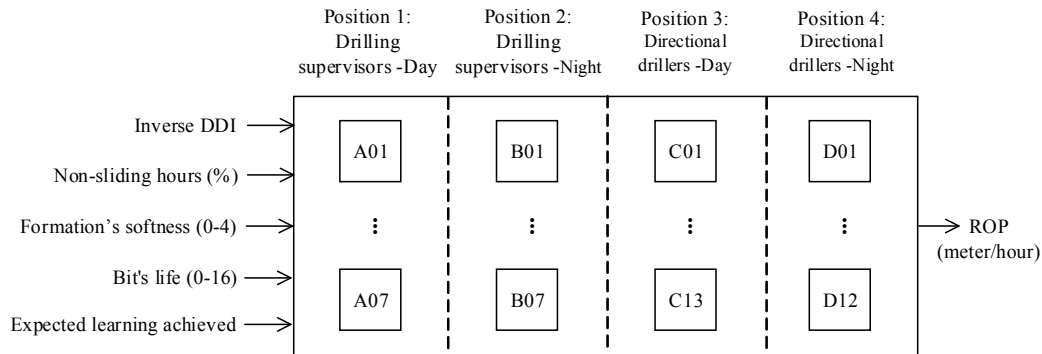 Position 1:
Drilling
supervisors -Day
Position 2:
Drilling
supervisors -Night
Position 3:
Directional
drillers -Day
Position 4:
Directional
drillers -Night
Inverse DDI
Non-sliding hours (%)
Formation's softness (0-4)
Bit's life (0-16)
Expected learning achieved
A01
B01
C01
D01
⋮
⋮
⋮
⋮
A07
B07
C13
D12
ROP
(meter/hour)